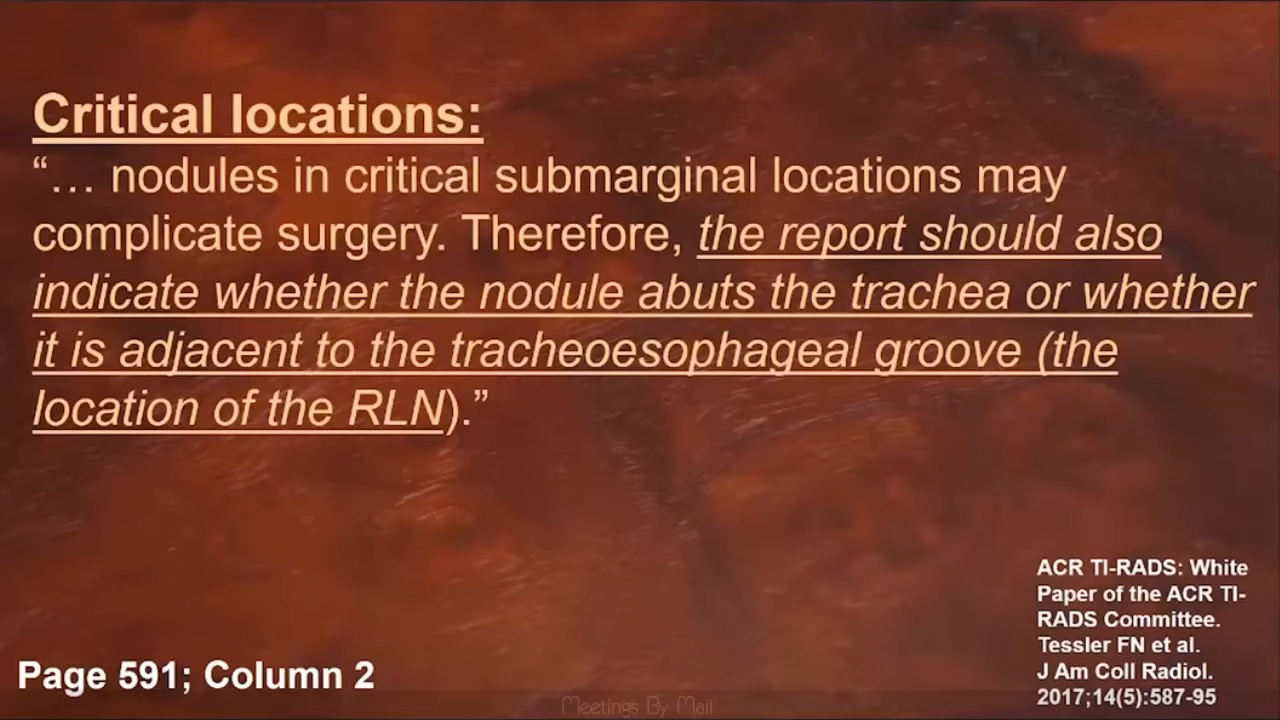 Critical locations:
“… nodules in critical submarginal locations may
complicate surgery. Therefore, the report should also
indicate whether the nodule abuts the trachea or whether
it is adjacent to the tracheoesophageal groove (the
location of the RLN).”
ACR TI-RADS: White
Paper of the ACR TI-
RADS Committee.
Tessler FN et al.
J Am Coll Radiol.
2017;14(5):587-95
Page 591; Column 2
Meetings By Mail